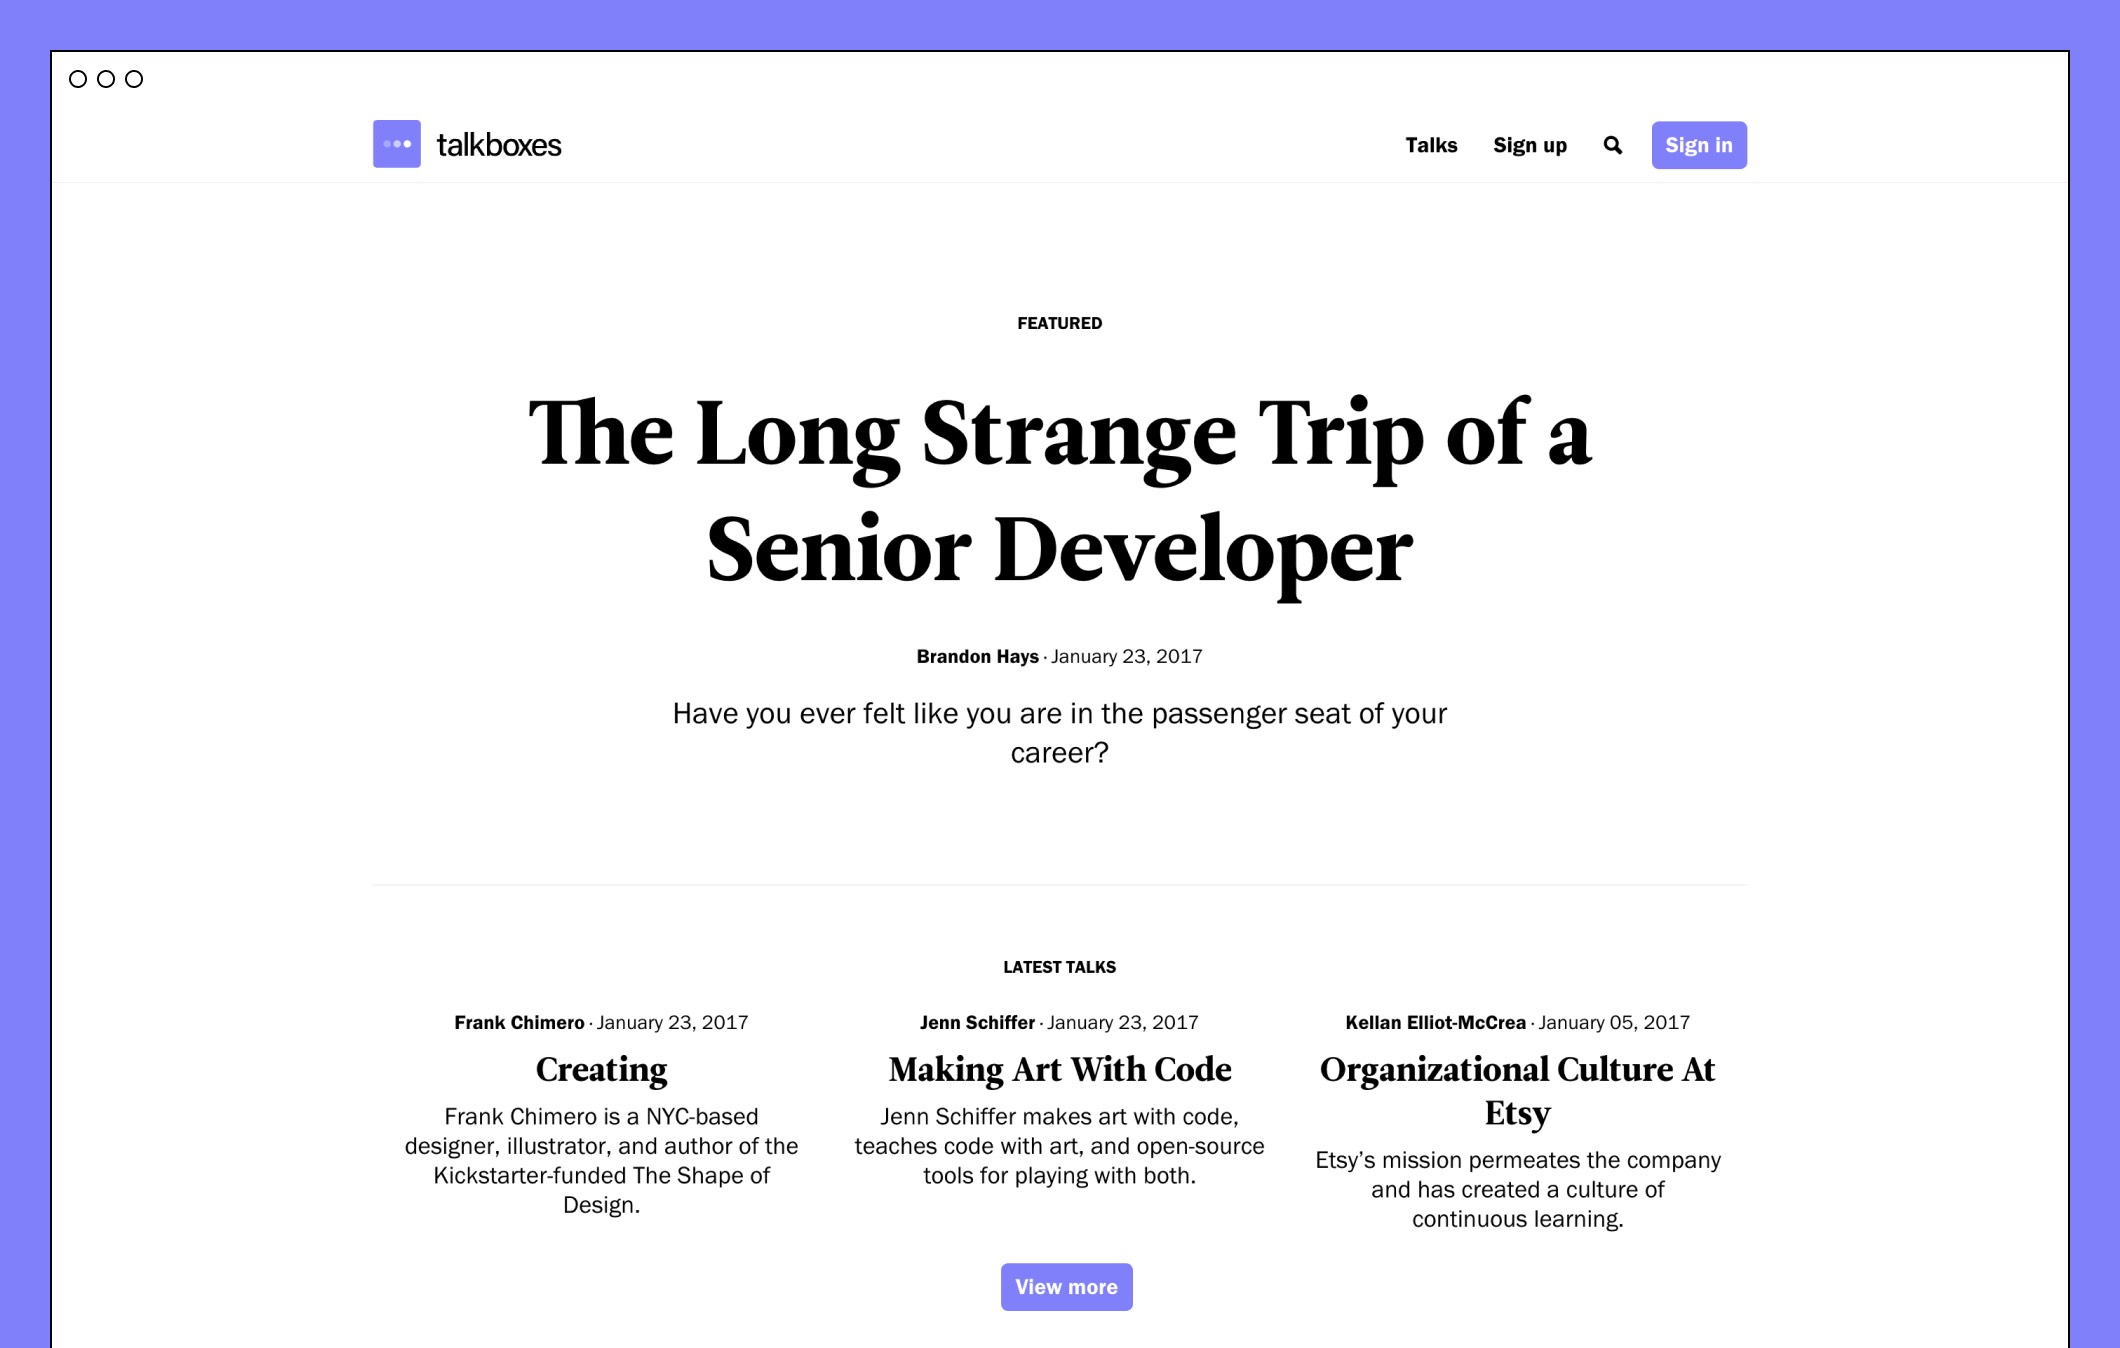 talkboxes
Talks
Sign up
Sign in
FEATURED
The Long Strange Trip of a
Senior Developer
Brandon Hays · January 23, 2017
Have you ever felt like you are in the passenger seat of your
career?
LATEST TALKS
Frank Chimero · January 23, 2017
Creating
Frank Chimero is a NYC-based
designer, illustrator, and author of the
Kickstarter-funded The Shape of
Design.
Jenn Schiffer · January 23, 2017
Making Art With Code
Jenn Schiffer makes art with code,
teaches code with art, and open-source
tools for playing with both.
Kellan Elliot-McCrea · January 05, 2017
Organizational Culture At
Etsy
Etsy’s mission permeates the company
and has created a culture of
continuous learning.
View more